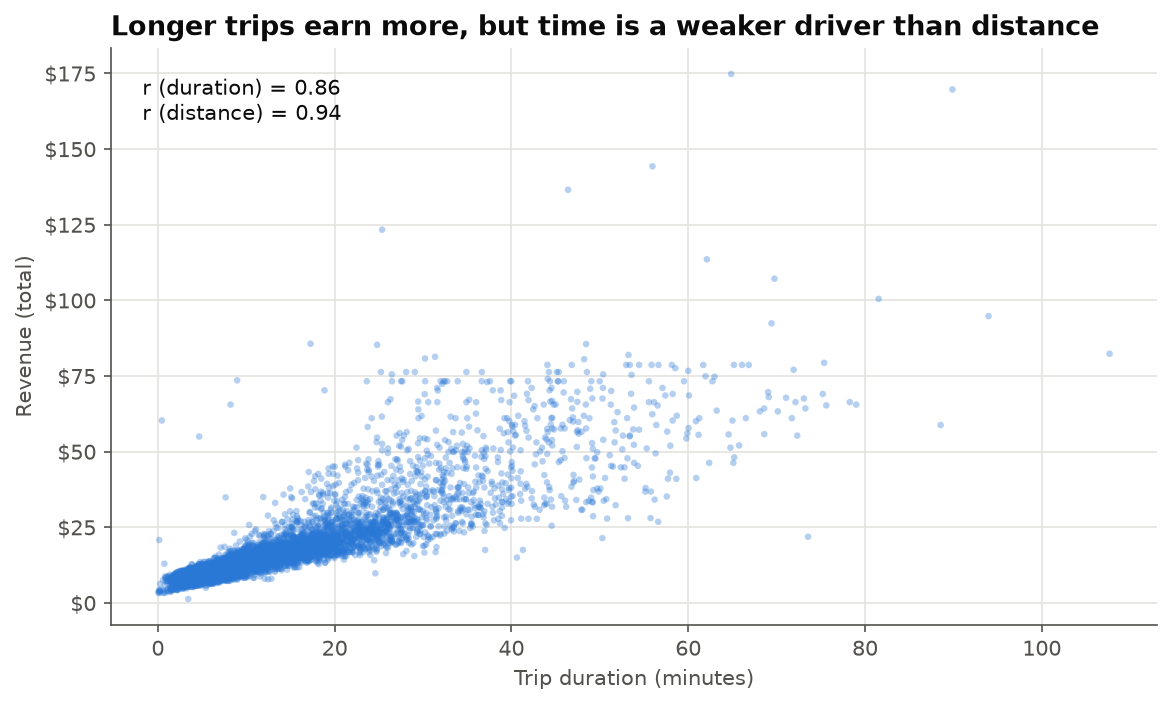 Longer trips earn more, but time is a weaker driver than distance
r (duration) = 0.86
r (distance) = 0.94
$175
$150
$125
$100
$75
$50
$25
$0
Revenue (total)
0 20 40 60 80 100
Trip duration (minutes)